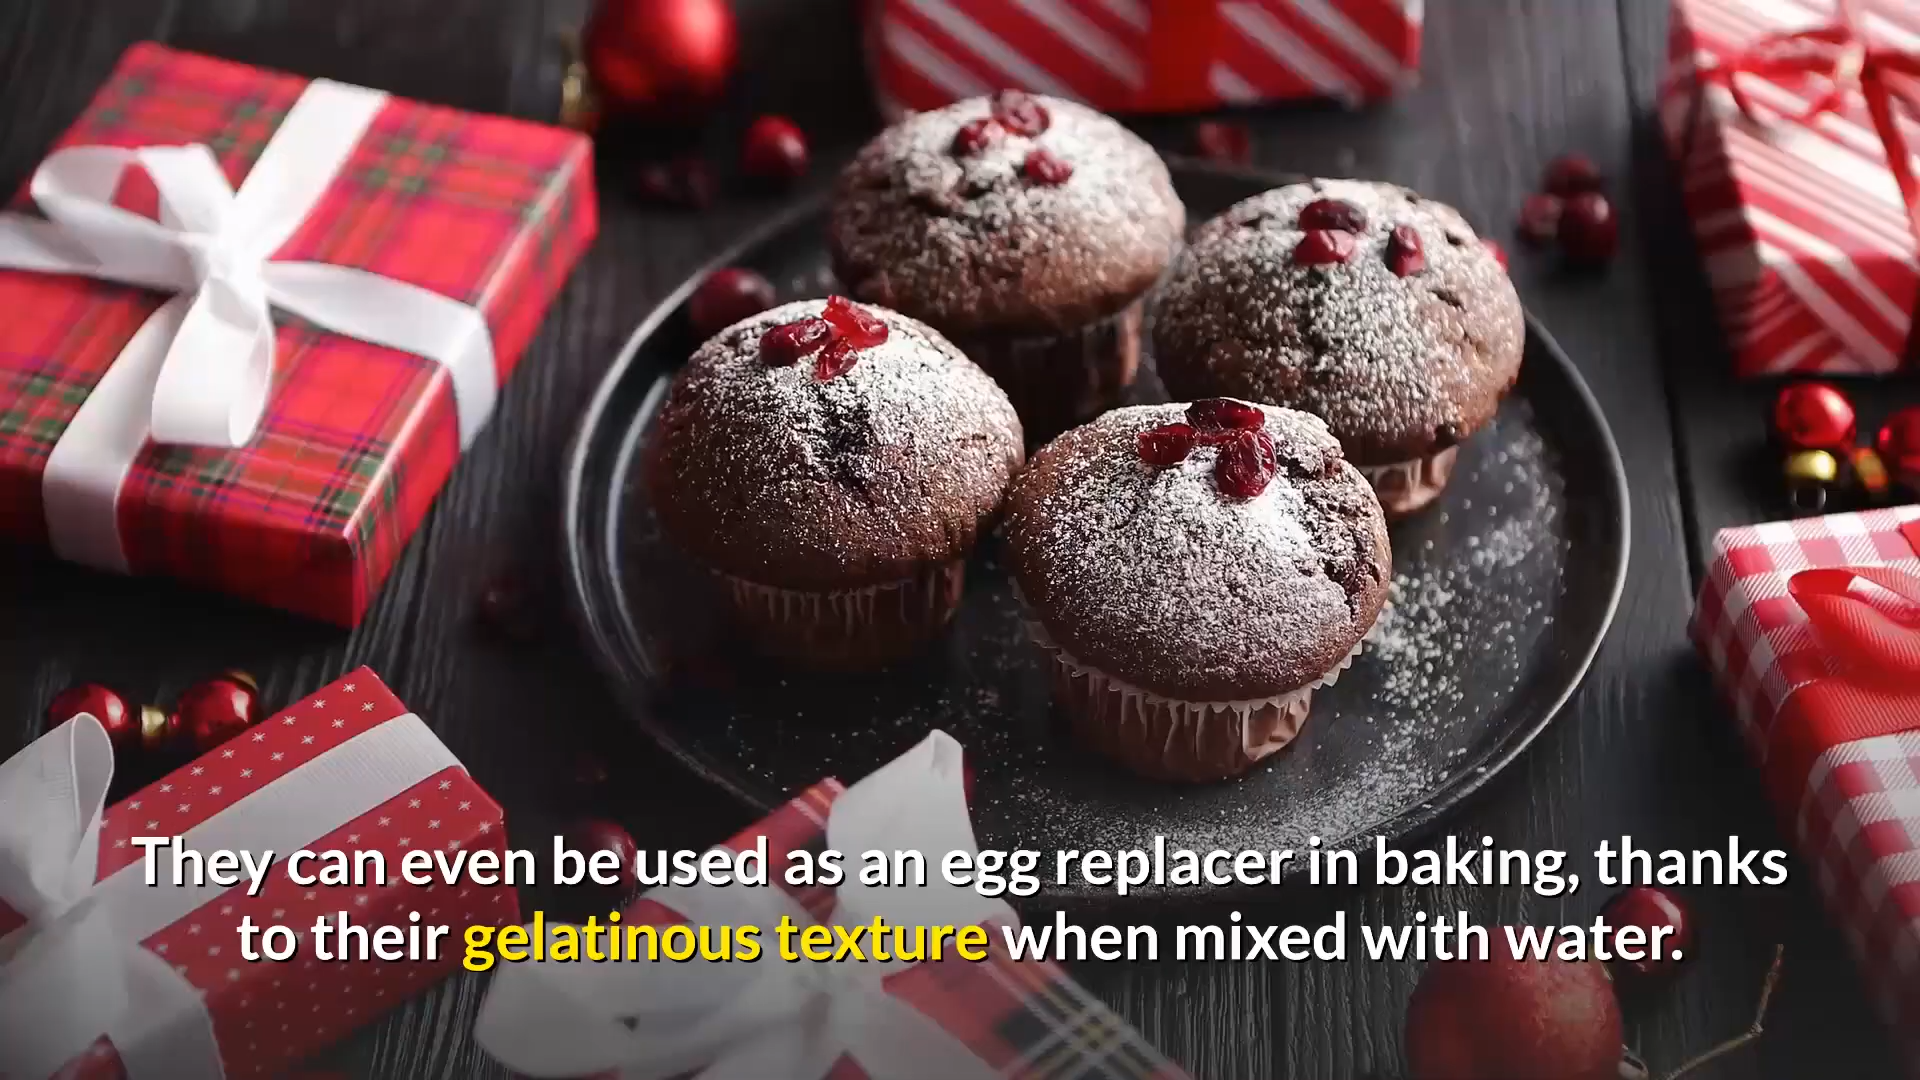 They can even be used as an egg replacer in baking, thanks
to their gelatinous texture when mixed with water.